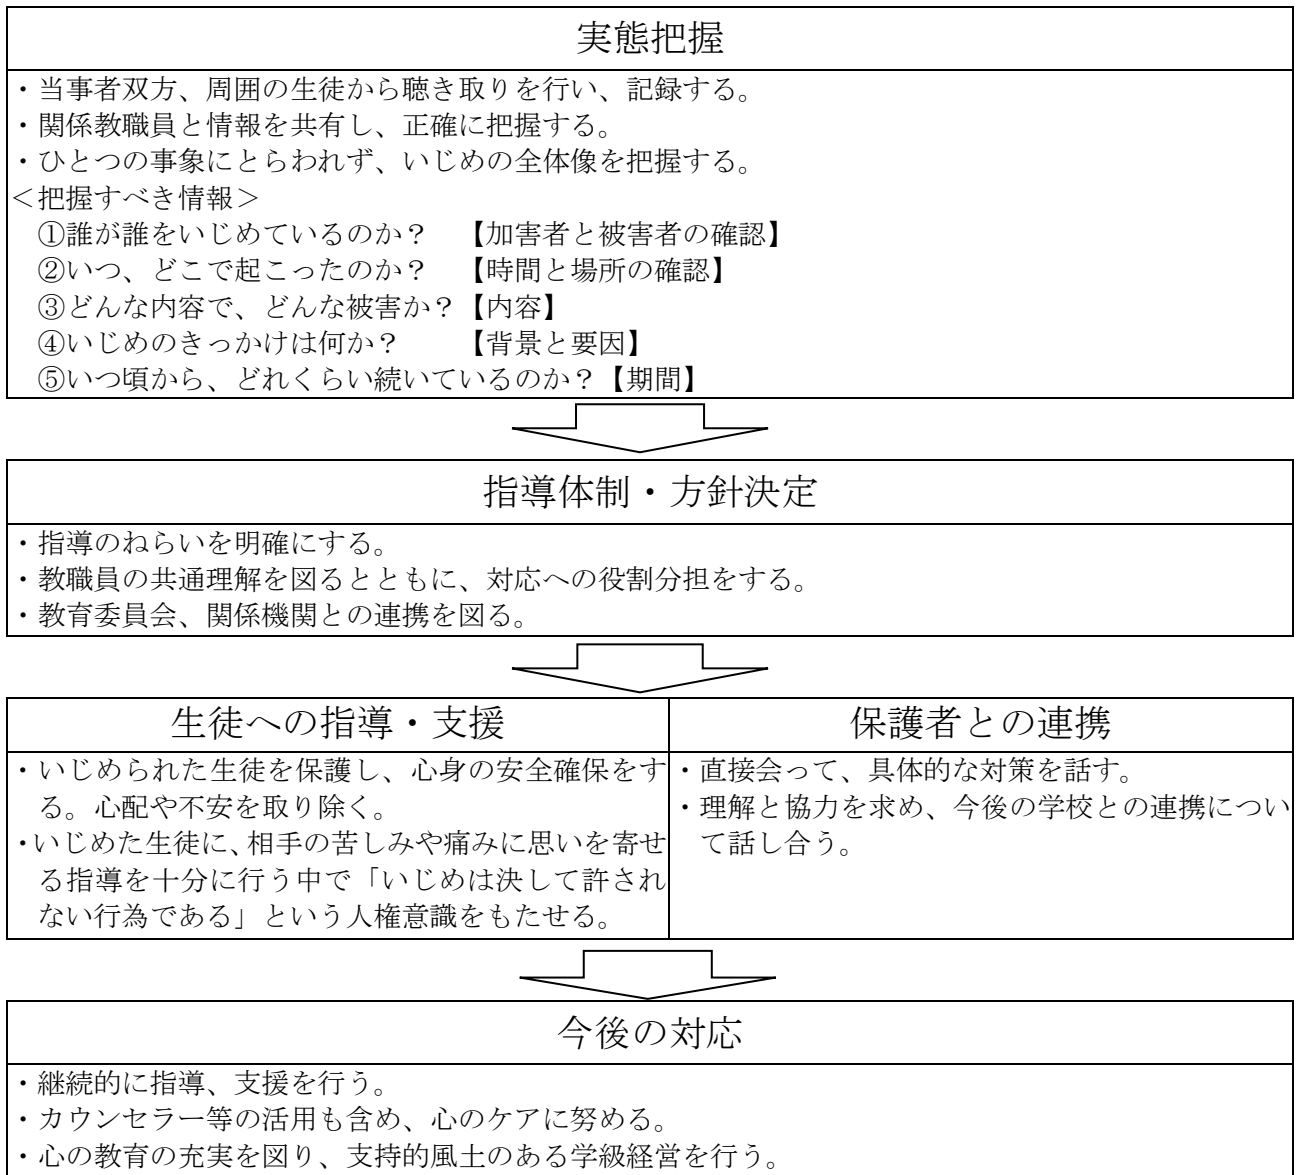 実態把握
・当事者双方、周囲の生徒から聴き取りを行い、記録する。
・関係教職員と情報を共有し、正確に把握する。
・ひとつの事象にとらわれず、いじめの全体像を把握する。
＜把握すべき情報＞
①誰が誰をいじめているのか？　【加害者と被害者の確認】
②いつ、どこで起こったのか？　【時間と場所の確認】
③どんな内容で、どんな被害か？【内容】
④いじめのきっかけは何か？　　【背景と要因】
⑤いつ頃から、どれくらい続いているのか？【期間】
指導体制・方針決定
・指導のねらいを明確にする。
・教職員の共通理解を図るとともに、対応への役割分担をする。
・教育委員会、関係機関との連携を図る。
生徒への指導・支援
・いじめられた生徒を保護し、心身の安全確保をす
る。心配や不安を取り除く。
・いじめた生徒に、相手の苦しみや痛みに思いを寄せ
る指導を十分に行う中で「いじめは決して許され
ない行為である」という人権意識をもたせる。
保護者との連携
・直接会って、具体的な対策を話す。
・理解と協力を求め、今後の学校との連携につい
て話し合う。
今後の対応
・継続的に指導、支援を行う。
・カウンセラー等の活用も含め、心のケアに努める。
・心の教育の充実を図り、支持的風土のある学級経営を行う。